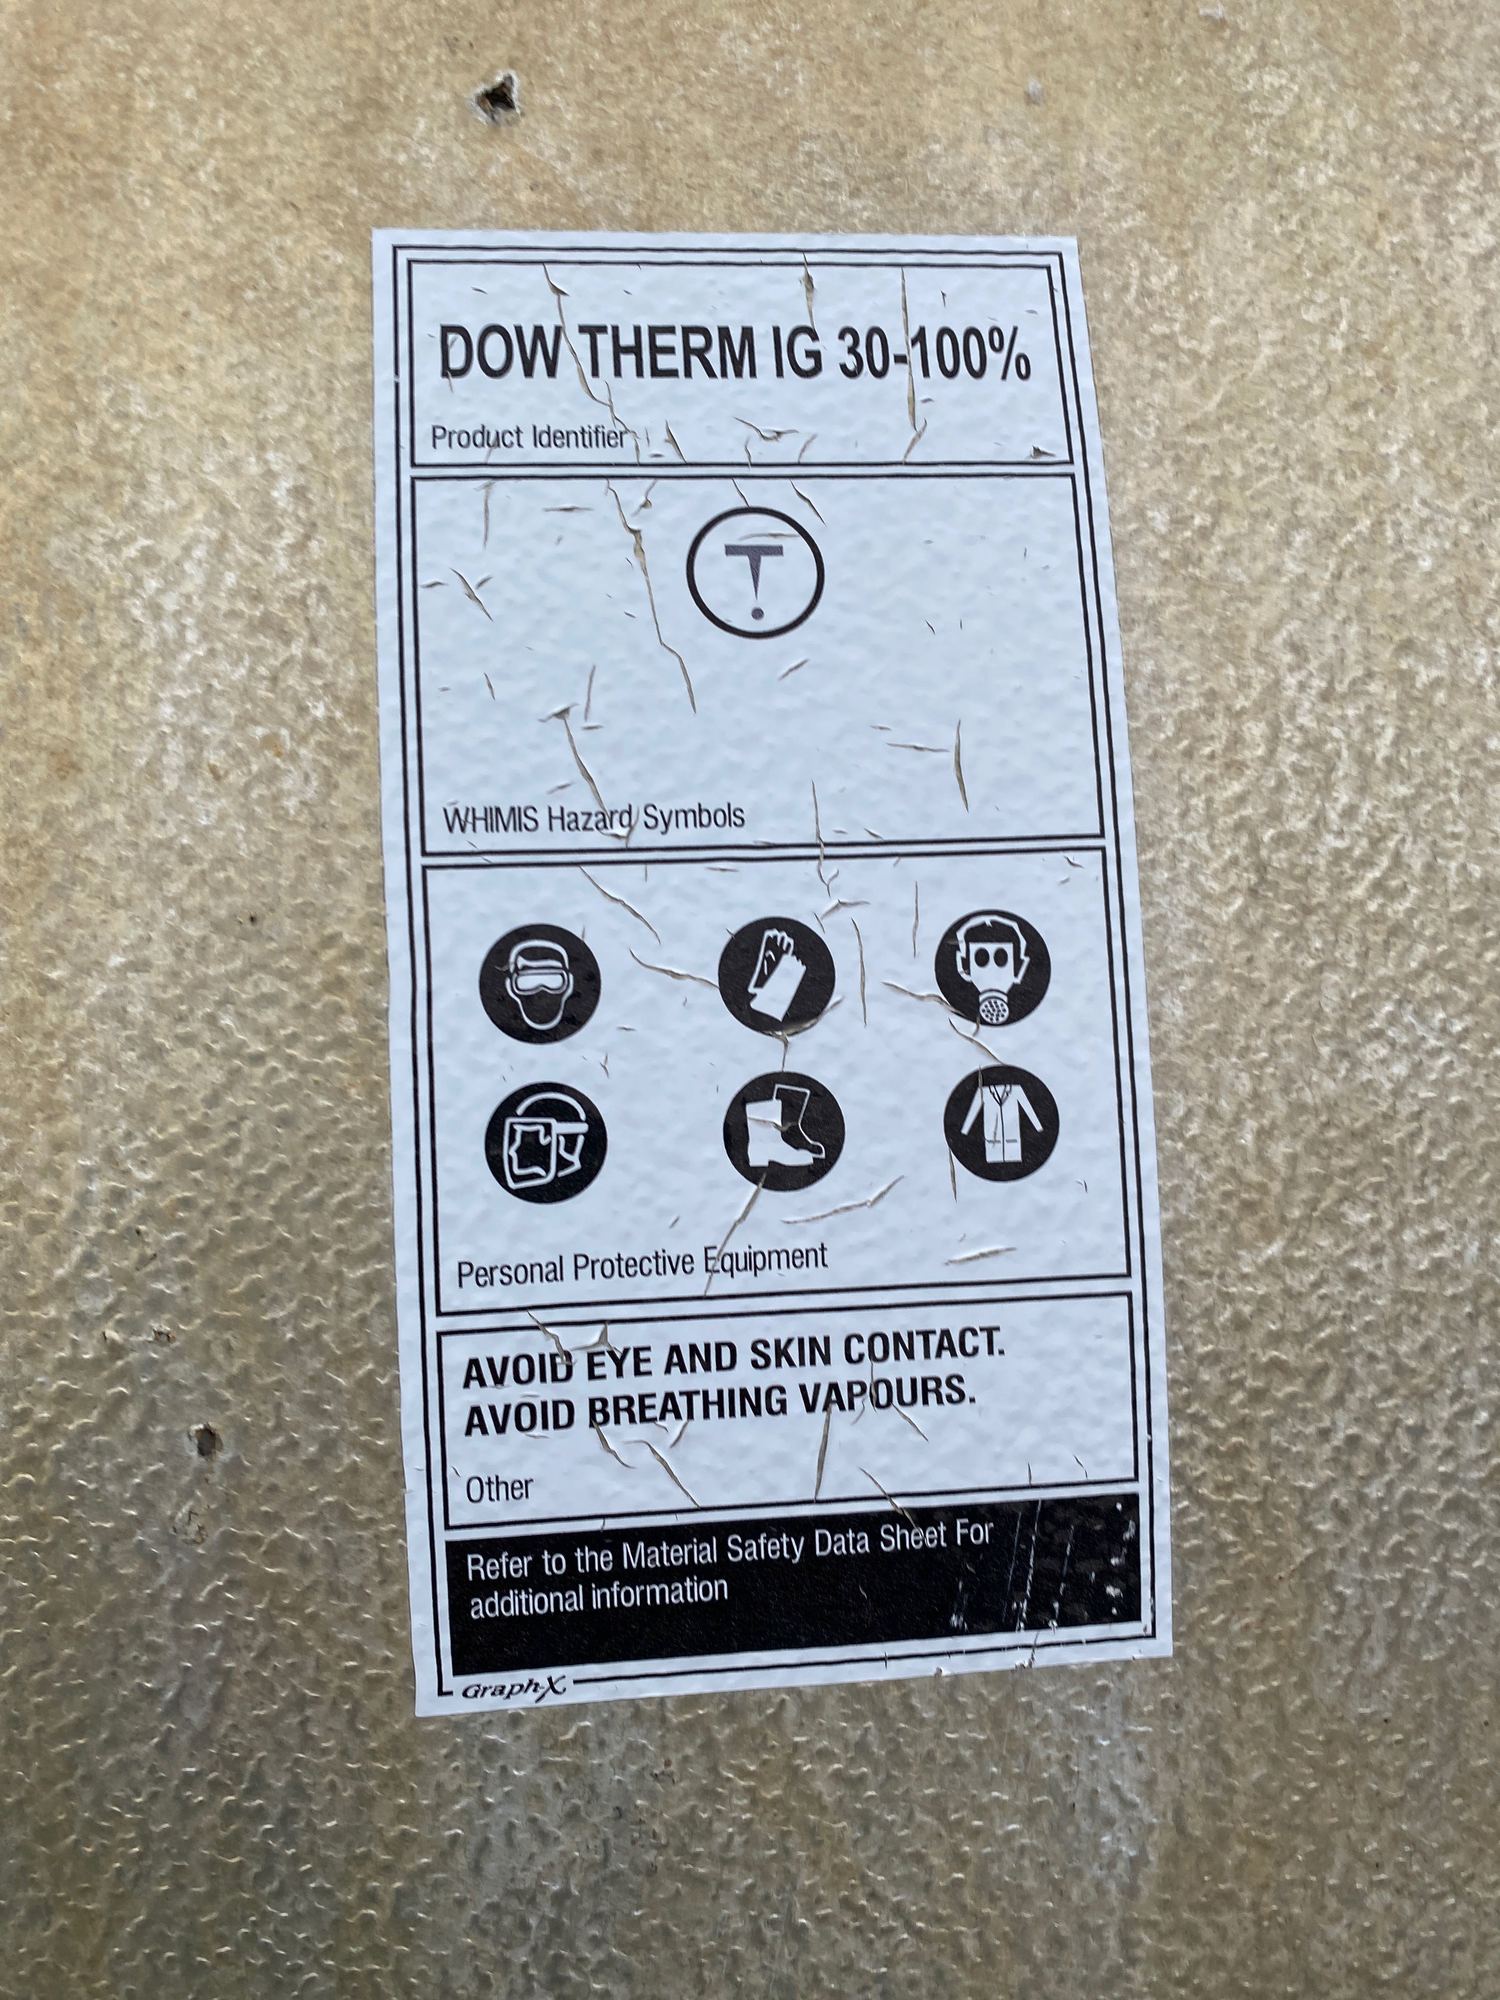 DOW THERM IG 30-100%
Product Identifier
T
WHIMIS Hazard Symbols
Personal Protective Equipment
AVOID EYE AND SKIN CONTACT.
AVOID BREATHING VAPOURS.
Other
Refer to the Material Safety Data Sheet For
additional information
Graph-X